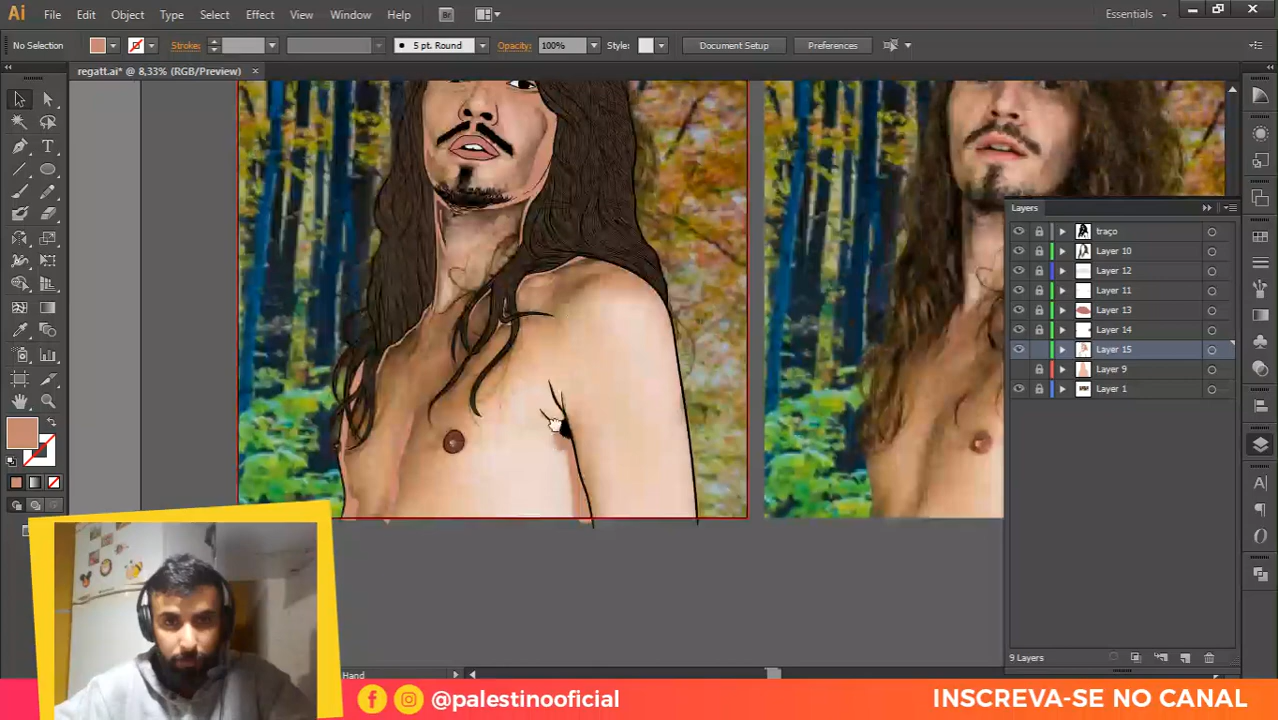 Ai File Edit Object Type Select Effect View Window Help Br Essentials
No Selection Stroke: 5 pt. Round Opacity: 100% Style: Document Setup Preferences
regatt.ai* @ 8,33% (RGB/Preview)
Layers
traço
Layer 10
Layer 12
Layer 11
Layer 13
Layer 14
Layer 15
Layer 9
Layer 1
9 Layers
Hand
@palestinooficial
INSCREVA-SE NO CANAL